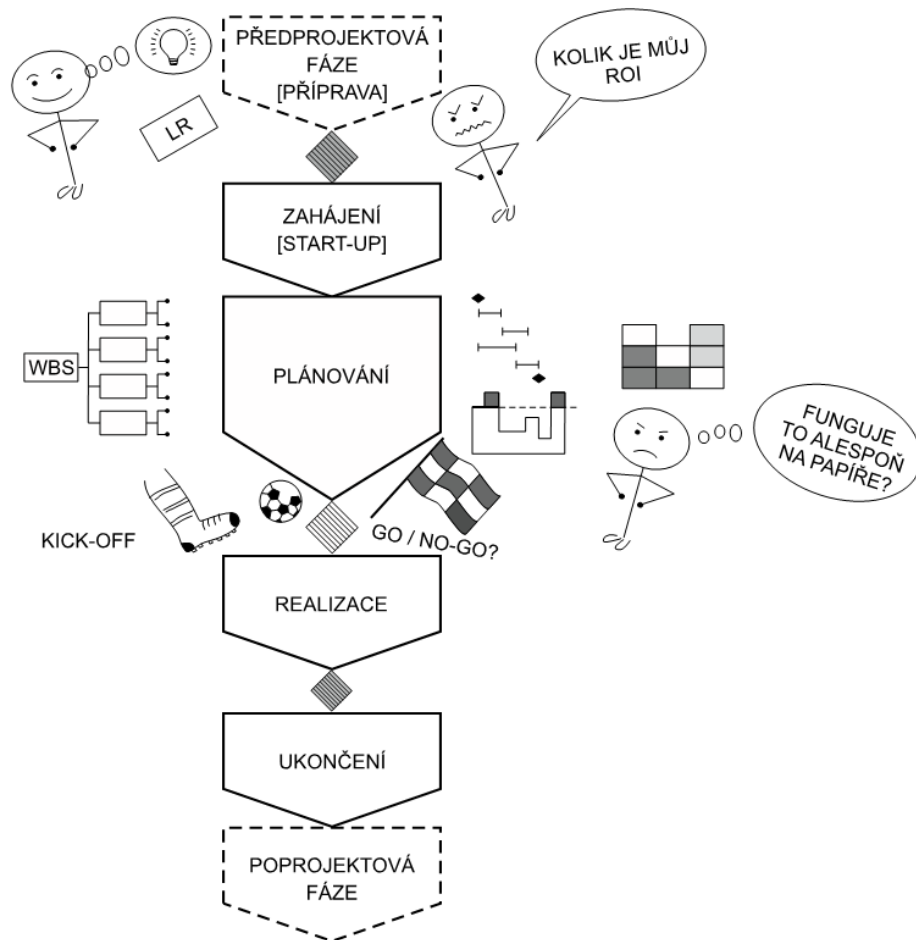 PŘEDPROJEKTOVÁ
FÁZE
[PŘÍPRAVA]
KOLIK JE MŮJ
ROI
LR
ZAHÁJENÍ
[START-UP]
WBS
PLÁNOVÁNÍ
FUNGUJE
TO ALESPOŇ
NA PAPÍŘE?
KICK-OFF
GO / NO-GO?
REALIZACE
UKONČENÍ
POPROJEKTOVÁ
FÁZE